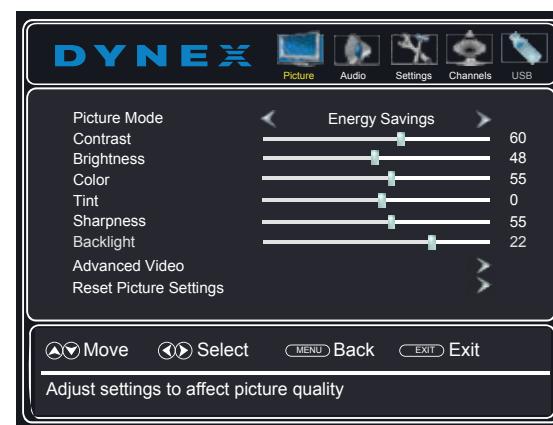 DYNEX
Picture Audio Settings Channels USB
Picture Mode Energy Savings
Contrast 60
Brightness 48
Color 55
Tint 0
Sharpness 55
Backlight 22
Advanced Video
Reset Picture Settings
Move Select MENU Back EXIT Exit
Adjust settings to affect picture quality